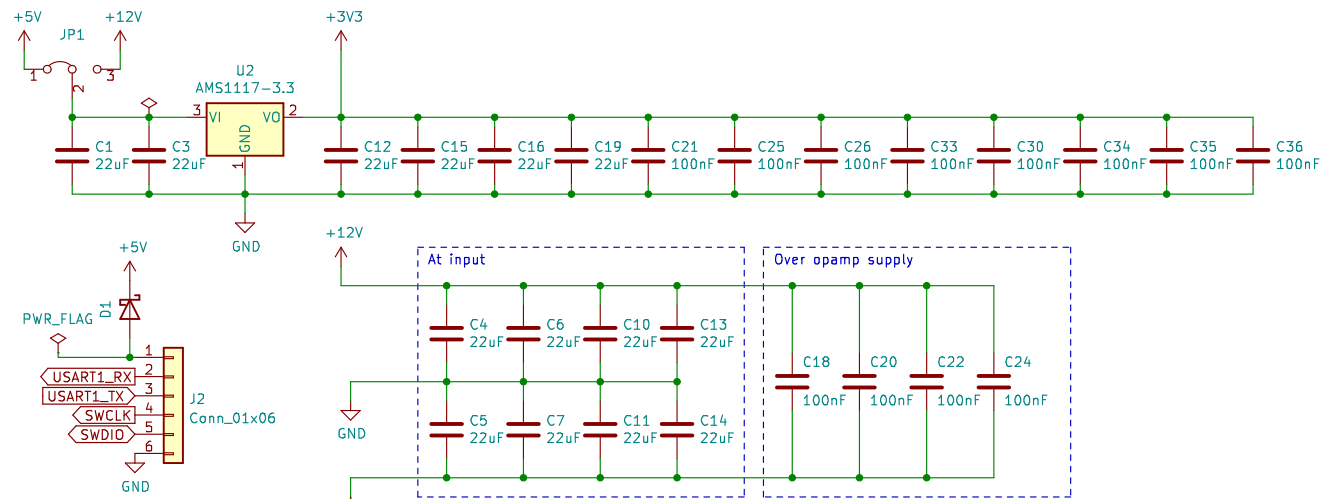 +5V
+12V
+3V3
JP1
1
2
3
U2
AMS1117-3.3
3
VI
VO
2
GND
1
GND
C1
22uF
C3
22uF
C12
22uF
C15
22uF
C16
22uF
C19
22uF
C21
100nF
C25
100nF
C26
100nF
C33
100nF
C30
100nF
C34
100nF
C35
100nF
C36
100nF
+5V
D1
PWR_FLAG
1
2
3
4
5
6
USART1_RX
USART1_TX
SWCLK
SWDIO
J2
Conn_01x06
GND
+12V
At input
C4
22uF
C6
22uF
C10
22uF
C13
22uF
GND
C5
22uF
C7
22uF
C11
22uF
C14
22uF
Over opamp supply
C18
100nF
C20
100nF
C22
100nF
C24
100nF